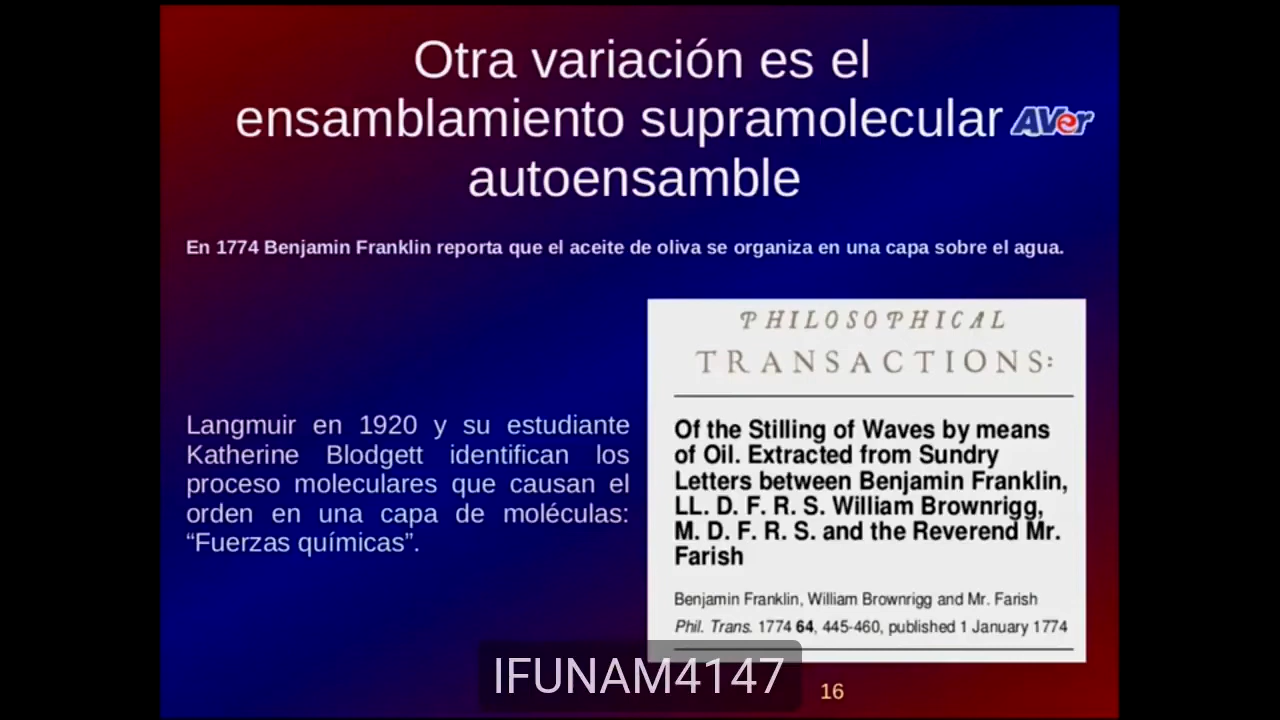 Otra variación es el
ensamblamiento supramolecular
AVer
autoensamble
En 1774 Benjamin Franklin reporta que el aceite de oliva se organiza en una capa sobre el agua.
Langmuir en 1920 y su estudiante
Katherine Blodgett identifican los
proceso moleculares que causan el
orden en una capa de moléculas:
“Fuerzas químicas”.
PHILOSOPHICAL
TRANSACTIONS:
Of the Stilling of Waves by means
of Oil. Extracted from Sundry
Letters between Benjamin Franklin,
LL. D. F. R. S. William Brownrigg,
M. D. F. R. S. and the Reverend Mr.
Farish
Benjamin Franklin, William Brownrigg and Mr. Farish
Phil. Trans. 1774 64, 445-460, published 1 January 1774
IFUNAM4147
16